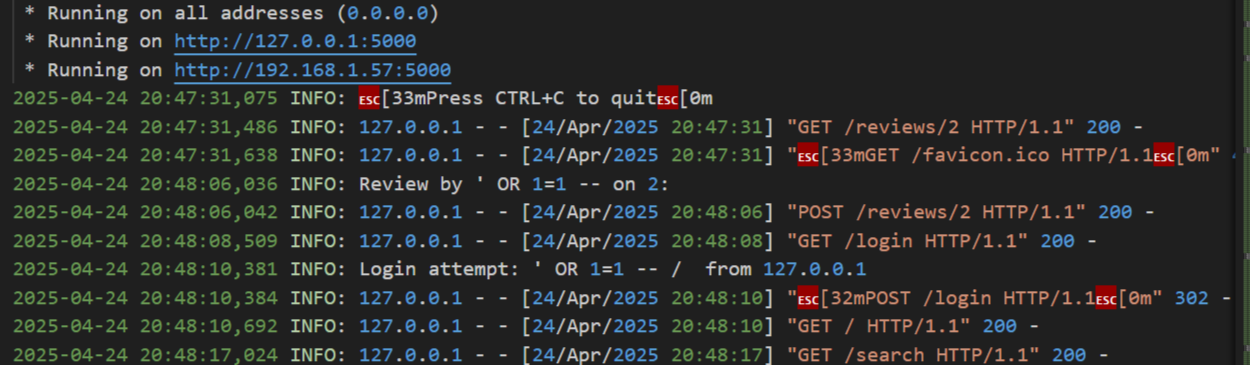 * Running on all addresses (0.0.0.0)
* Running on http://127.0.0.1:5000
* Running on http://192.168.1.57:5000
2025-04-24 20:47:31,075 INFO: ESC[33mPress CTRL+C to quitESC[0m
2025-04-24 20:47:31,486 INFO: 127.0.0.1 - - [24/Apr/2025 20:47:31] "GET /reviews/2 HTTP/1.1" 200 -
2025-04-24 20:47:31,638 INFO: 127.0.0.1 - - [24/Apr/2025 20:47:31] "ESC[33mGET /favicon.ico HTTP/1.1ESC[0m"
2025-04-24 20:48:06,036 INFO: Review by ' OR 1=1 -- on 2:
2025-04-24 20:48:06,042 INFO: 127.0.0.1 - - [24/Apr/2025 20:48:06] "POST /reviews/2 HTTP/1.1" 200 -
2025-04-24 20:48:08,509 INFO: 127.0.0.1 - - [24/Apr/2025 20:48:08] "GET /login HTTP/1.1" 200 -
2025-04-24 20:48:10,381 INFO: Login attempt: ' OR 1=1 -- /  from 127.0.0.1
2025-04-24 20:48:10,384 INFO: 127.0.0.1 - - [24/Apr/2025 20:48:10] "ESC[32mPOST /login HTTP/1.1ESC[0m" 302 -
2025-04-24 20:48:10,692 INFO: 127.0.0.1 - - [24/Apr/2025 20:48:10] "GET / HTTP/1.1" 200 -
2025-04-24 20:48:17,024 INFO: 127.0.0.1 - - [24/Apr/2025 20:48:17] "GET /search HTTP/1.1" 200 -